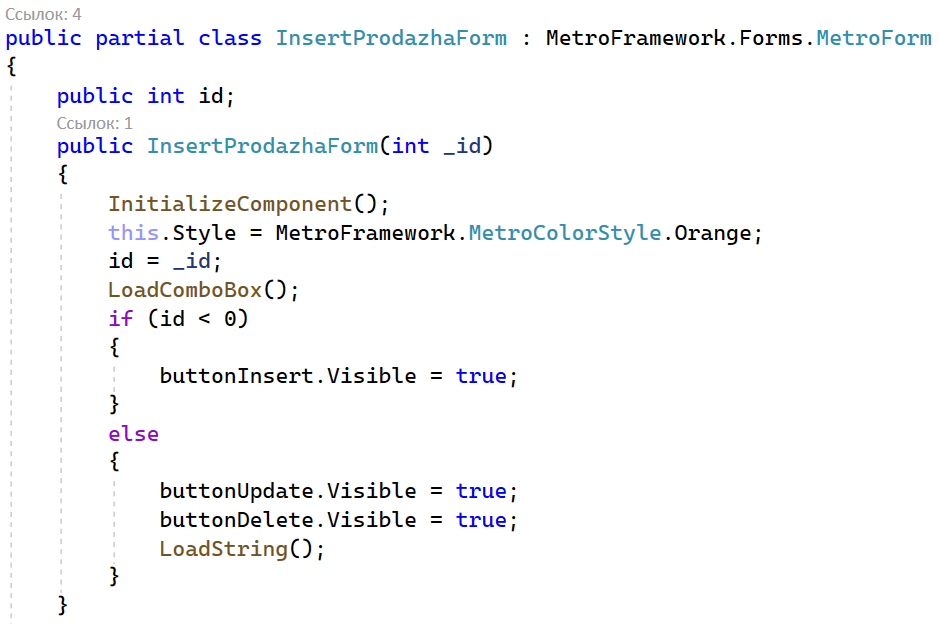 Ссылок: 4
public partial class InsertProdazhaForm : MetroFramework.Forms.MetroForm
{
public int id;
Ссылок: 1
public InsertProdazhaForm(int _id)
{
InitializeComponent();
this.Style = MetroFramework.MetroColorStyle.Orange;
id = _id;
LoadComboBox();
if (id < 0)
{
buttonInsert.Visible = true;
}
else
{
buttonUpdate.Visible = true;
buttonDelete.Visible = true;
LoadString();
}
}